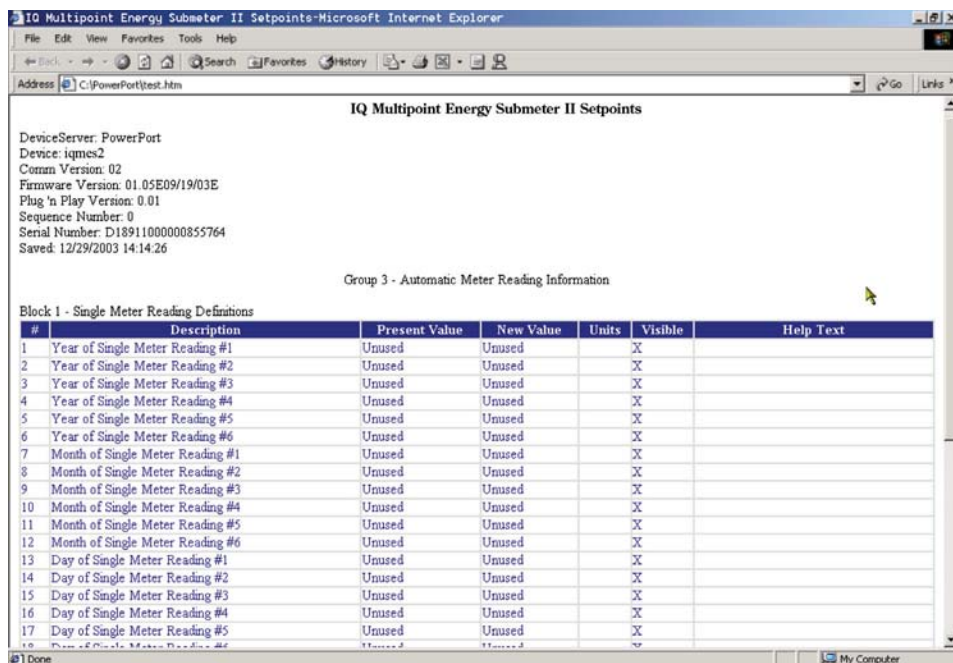 IQ Multipoint Energy Submeter II Setpoints-Microsoft Internet Explorer
File Edit View Favorites Tools Help
Back Search Favorites History
Address C:\PowerPort\test.htm Go Links
IQ Multipoint Energy Submeter II Setpoints
DeviceServer: PowerPort
Device: iqmes2
Comm Version: 02
Firmware Version: 01.05E09/19/03E
Plug 'n Play Version: 0.01
Sequence Number: 0
Serial Number: D18911000000855764
Saved: 12/29/2003 14:14:26
Group 3 - Automatic Meter Reading Information
Block 1 - Single Meter Reading Definitions
# Description Present Value New Value Units Visible Help Text
1 Year of Single Meter Reading #1 Unused Unused X
2 Year of Single Meter Reading #2 Unused Unused X
3 Year of Single Meter Reading #3 Unused Unused X
4 Year of Single Meter Reading #4 Unused Unused X
5 Year of Single Meter Reading #5 Unused Unused X
6 Year of Single Meter Reading #6 Unused Unused X
7 Month of Single Meter Reading #1 Unused Unused X
8 Month of Single Meter Reading #2 Unused Unused X
9 Month of Single Meter Reading #3 Unused Unused X
10 Month of Single Meter Reading #4 Unused Unused X
11 Month of Single Meter Reading #5 Unused Unused X
12 Month of Single Meter Reading #6 Unused Unused X
13 Day of Single Meter Reading #1 Unused Unused X
14 Day of Single Meter Reading #2 Unused Unused X
15 Day of Single Meter Reading #3 Unused Unused X
16 Day of Single Meter Reading #4 Unused Unused X
17 Day of Single Meter Reading #5 Unused Unused X
18 Day of Single Meter Reading #6 Unused Unused X
Done My Computer